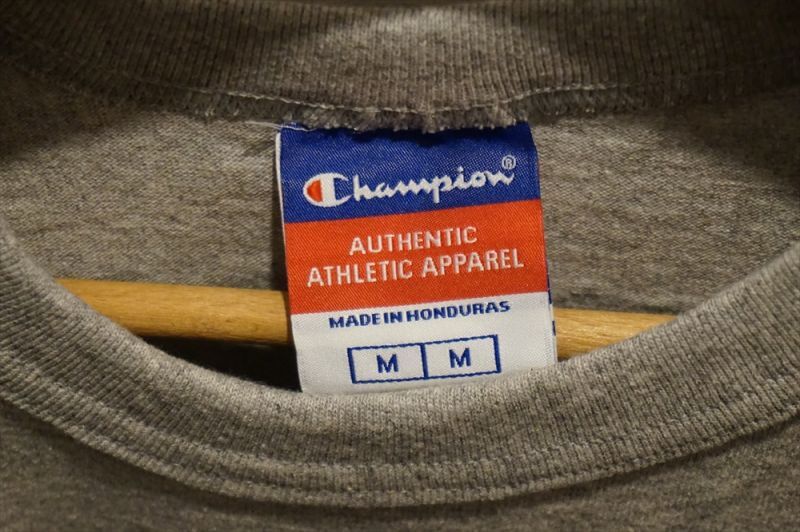 Champion®
AUTHENTIC
ATHLETIC APPAREL
MADE IN HONDURAS
M M